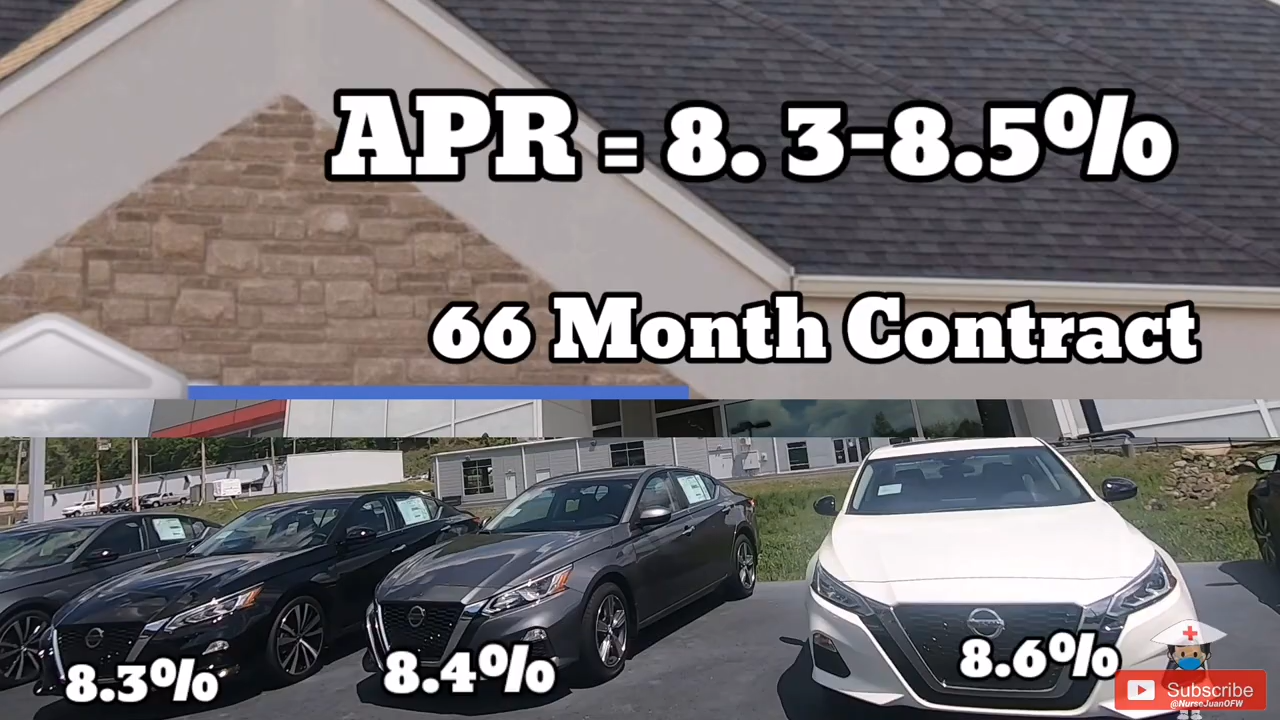 APR = 8. 3-8.5%
66 Month Contract
8.3%
8.4%
8.6%
Subscribe
@NurseJuanOFW